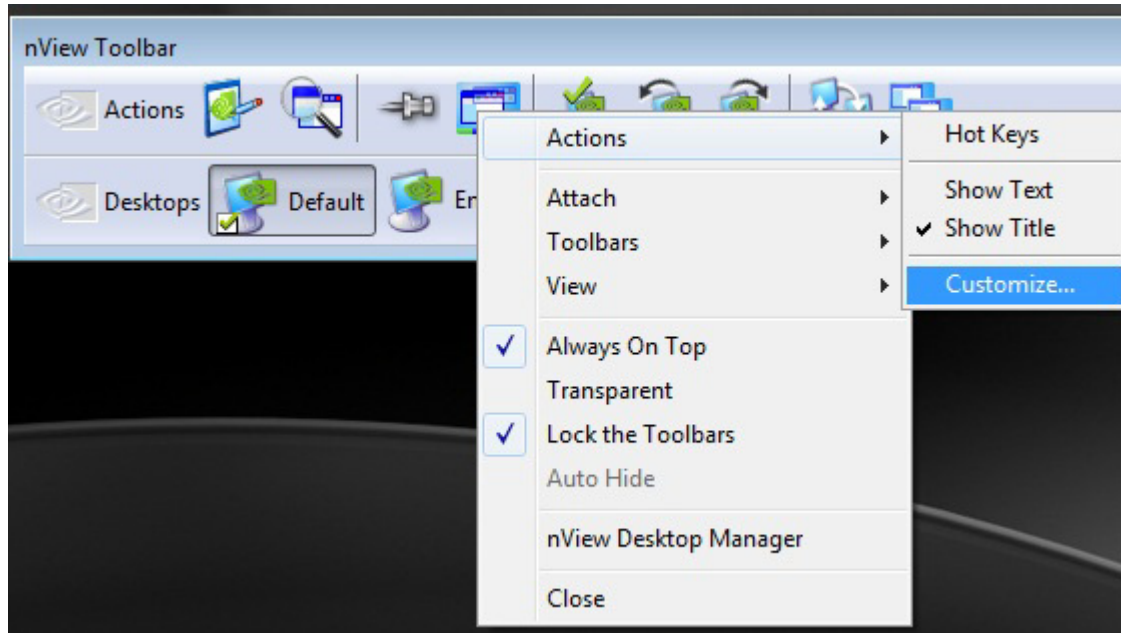 nView Toolbar
Actions
Desktops Default En
Actions
Attach
Toolbars
View
Always On Top
Transparent
Lock the Toolbars
Auto Hide
nView Desktop Manager
Close
Hot Keys
Show Text
Show Title
Customize...